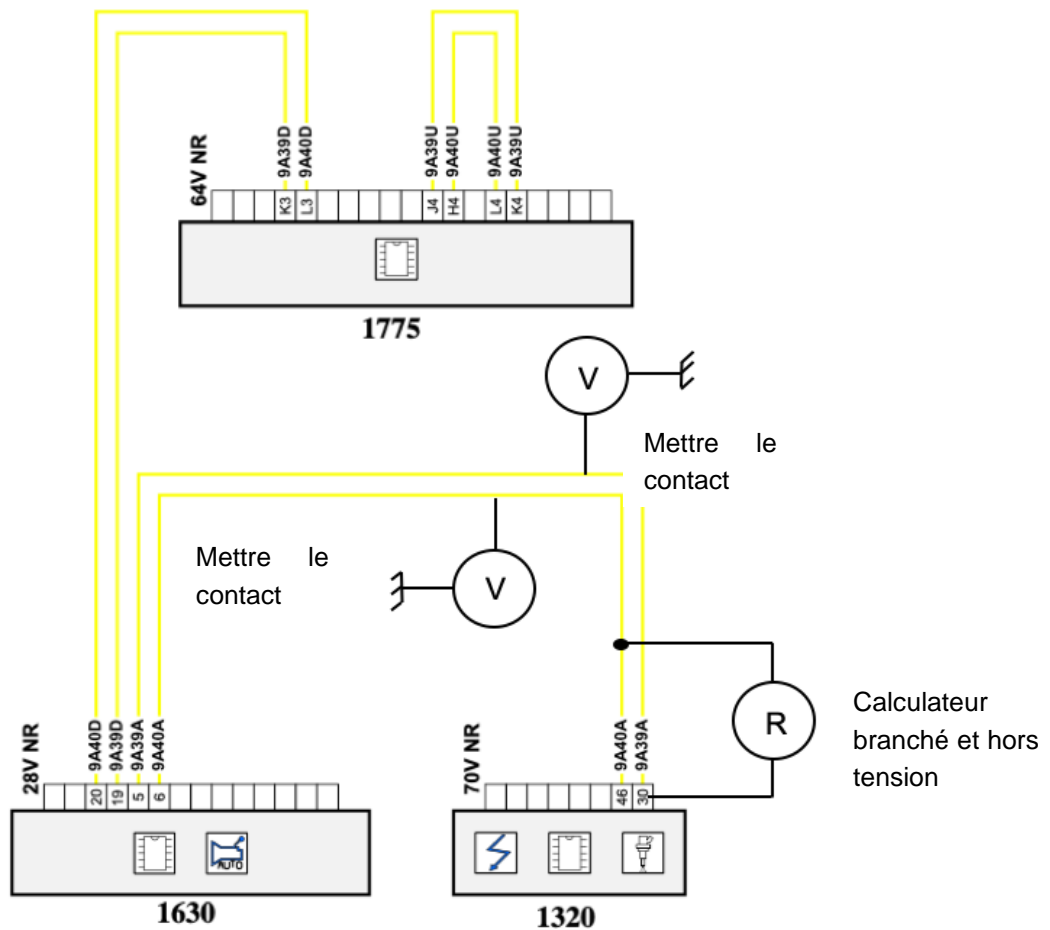 64V NR
9A39D
9A40D
9A39U
9A40U
9A40U
9A39U
K3
L3
J4
H4
L4
K4
1775
V
Mettre le
contact
Mettre le
contact
V
28V NR
9A40D
9A39D
9A39A
9A40A
20
19
5
6
AUTO
1630
70V NR
9A40A
9A39A
46
30
1320
R
Calculateur
branché et hors
tension